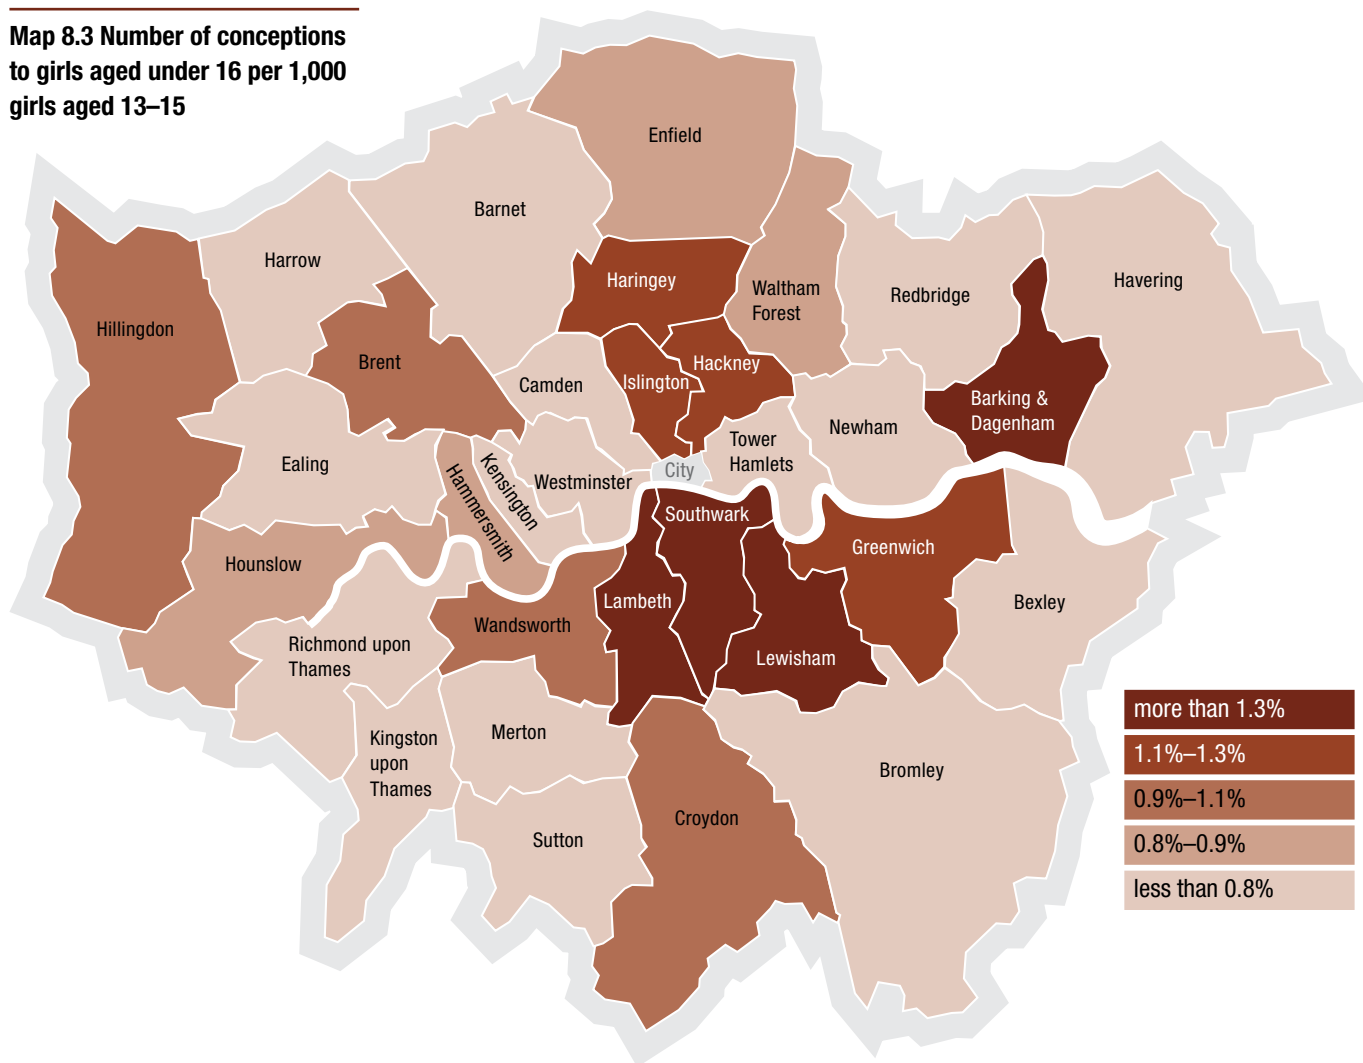 Map 8.3 Number of conceptions
to girls aged under 16 per 1,000
girls aged 13–15
Enfield
Barnet
Harrow
Haringey
Waltham
Forest
Redbridge
Havering
Hillingdon
Brent
Camden
Islington
Hackney
Barking &
Dagenham
Ealing
Hammersmith
Kensington
Westminster
City
Tower
Hamlets
Newham
Southwark
Greenwich
Hounslow
Lambeth
Bexley
Richmond upon
Thames
Wandsworth
Lewisham
Kingston
upon
Thames
Merton
Bromley
Sutton
Croydon
more than 1.3%
1.1%–1.3%
0.9%–1.1%
0.8%–0.9%
less than 0.8%